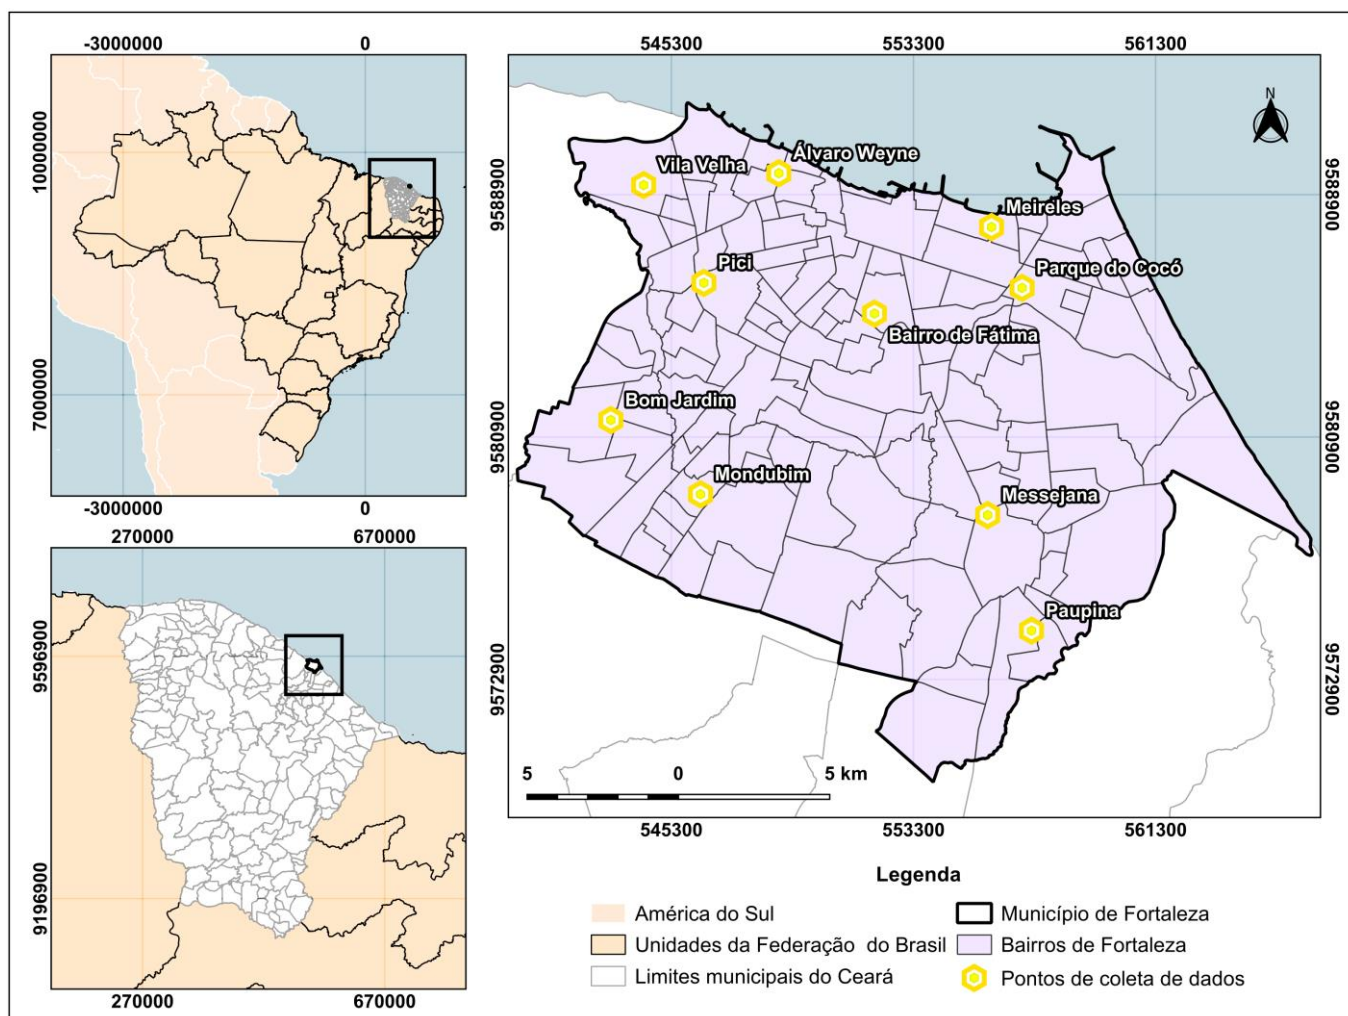 -3000000
0
10000000
7000000
-3000000
0
270000
670000
9596900
9196900
270000
670000
545300
553300
561300
N
9588900
9588900
Vila Velha
Álvaro Weyne
Meireles
Pici
Parque do Cocó
Bairro de Fátima
Bom Jardim
9580900
9580900
Mondubim
Messejana
Paupina
9572900
9572900
5 0 5 km
545300
553300
561300
Legenda
América do Sul
Unidades da Federação do Brasil
Limites municipais do Ceará
Município de Fortaleza
Bairros de Fortaleza
Pontos de coleta de dados